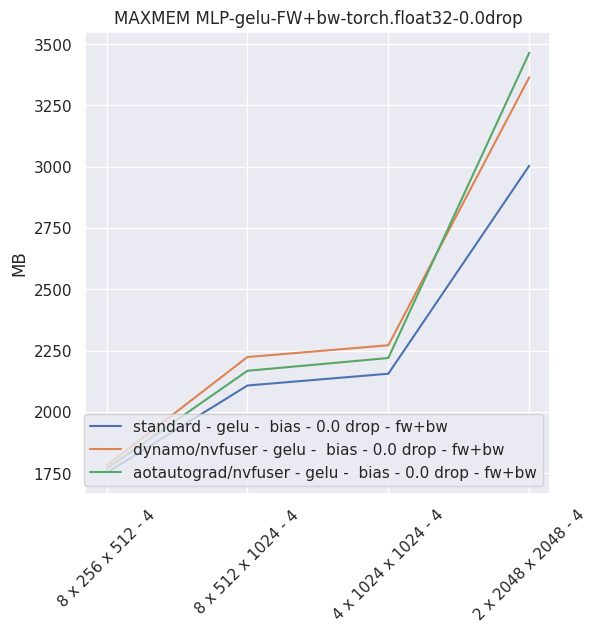 MAXMEM MLP-gelu-FW+bw-torch.float32-0.0drop
3500
3250
3000
2750
2500
2250
2000
1750
MB
standard - gelu -  bias - 0.0 drop - fw+bw
dynamo/nvfuser - gelu -  bias - 0.0 drop - fw+bw
aotautograd/nvfuser - gelu -  bias - 0.0 drop - fw+bw
8 x 256 x 512 - 4
8 x 512 x 1024 - 4
4 x 1024 x 1024 - 4
2 x 2048 x 2048 - 4